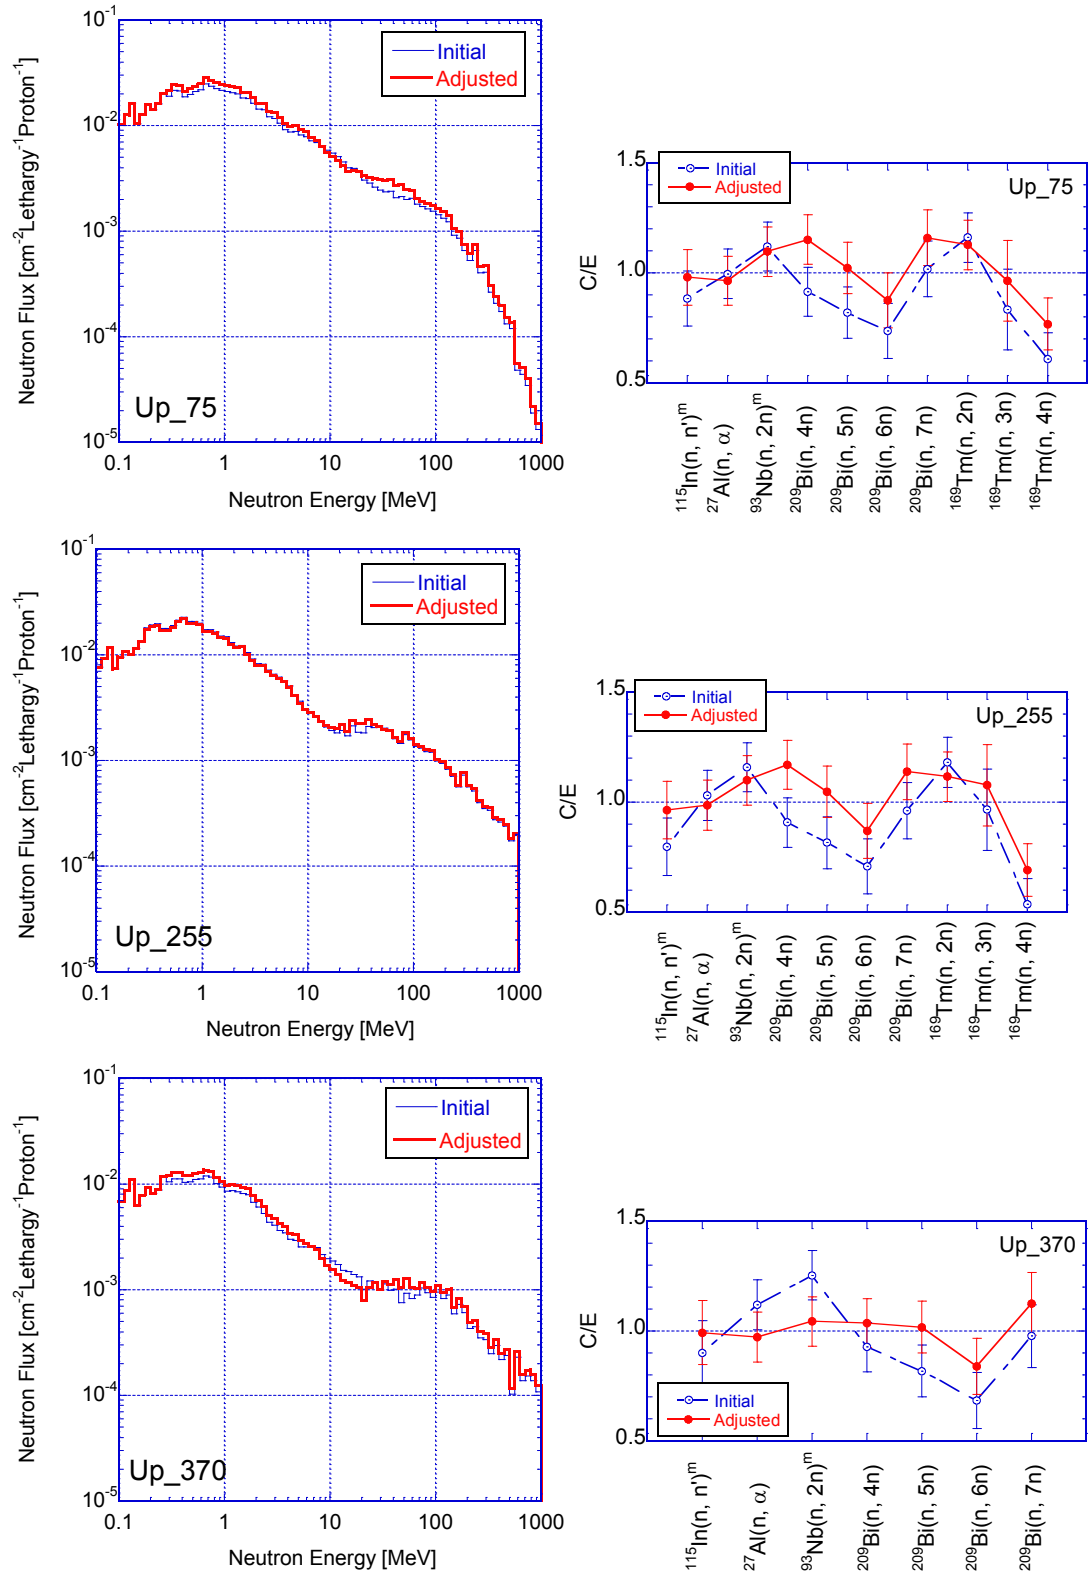 10⁻¹
10⁻²
10⁻³
10⁻⁴
10⁻⁵
Neutron Flux [cm⁻²Lethargy⁻¹Proton⁻¹]
Initial
Adjusted
Up_75
0.1 1 10 100 1000
Neutron Energy [MeV]
1.5
1.0
0.5
C/E
Initial
Adjusted
Up_75
¹¹⁵In(n, n')ᵐ
²⁷Al(n, α)
⁹³Nb(n, 2n)ᵐ
²⁰⁹Bi(n, 4n)
²⁰⁹Bi(n, 5n)
²⁰⁹Bi(n, 6n)
²⁰⁹Bi(n, 7n)
¹⁶⁹Tm(n, 2n)
¹⁶⁹Tm(n, 3n)
¹⁶⁹Tm(n, 4n)
10⁻¹
10⁻²
10⁻³
10⁻⁴
10⁻⁵
Neutron Flux [cm⁻²Lethargy⁻¹Proton⁻¹]
Initial
Adjusted
Up_255
0.1 1 10 100 1000
Neutron Energy [MeV]
1.5
1.0
0.5
C/E
Initial
Adjusted
Up_255
¹¹⁵In(n, n')ᵐ
²⁷Al(n, α)
⁹³Nb(n, 2n)ᵐ
²⁰⁹Bi(n, 4n)
²⁰⁹Bi(n, 5n)
²⁰⁹Bi(n, 6n)
²⁰⁹Bi(n, 7n)
¹⁶⁹Tm(n, 2n)
¹⁶⁹Tm(n, 3n)
¹⁶⁹Tm(n, 4n)
10⁻¹
10⁻²
10⁻³
10⁻⁴
10⁻⁵
Neutron Flux [cm⁻²Lethargy⁻¹Proton⁻¹]
Initial
Adjusted
Up_370
0.1 1 10 100 1000
Neutron Energy [MeV]
1.5
1.0
0.5
C/E
Up_370
Initial
Adjusted
¹¹⁵In(n, n')ᵐ
²⁷Al(n, α)
⁹³Nb(n, 2n)ᵐ
²⁰⁹Bi(n, 4n)
²⁰⁹Bi(n, 5n)
²⁰⁹Bi(n, 6n)
²⁰⁹Bi(n, 7n)